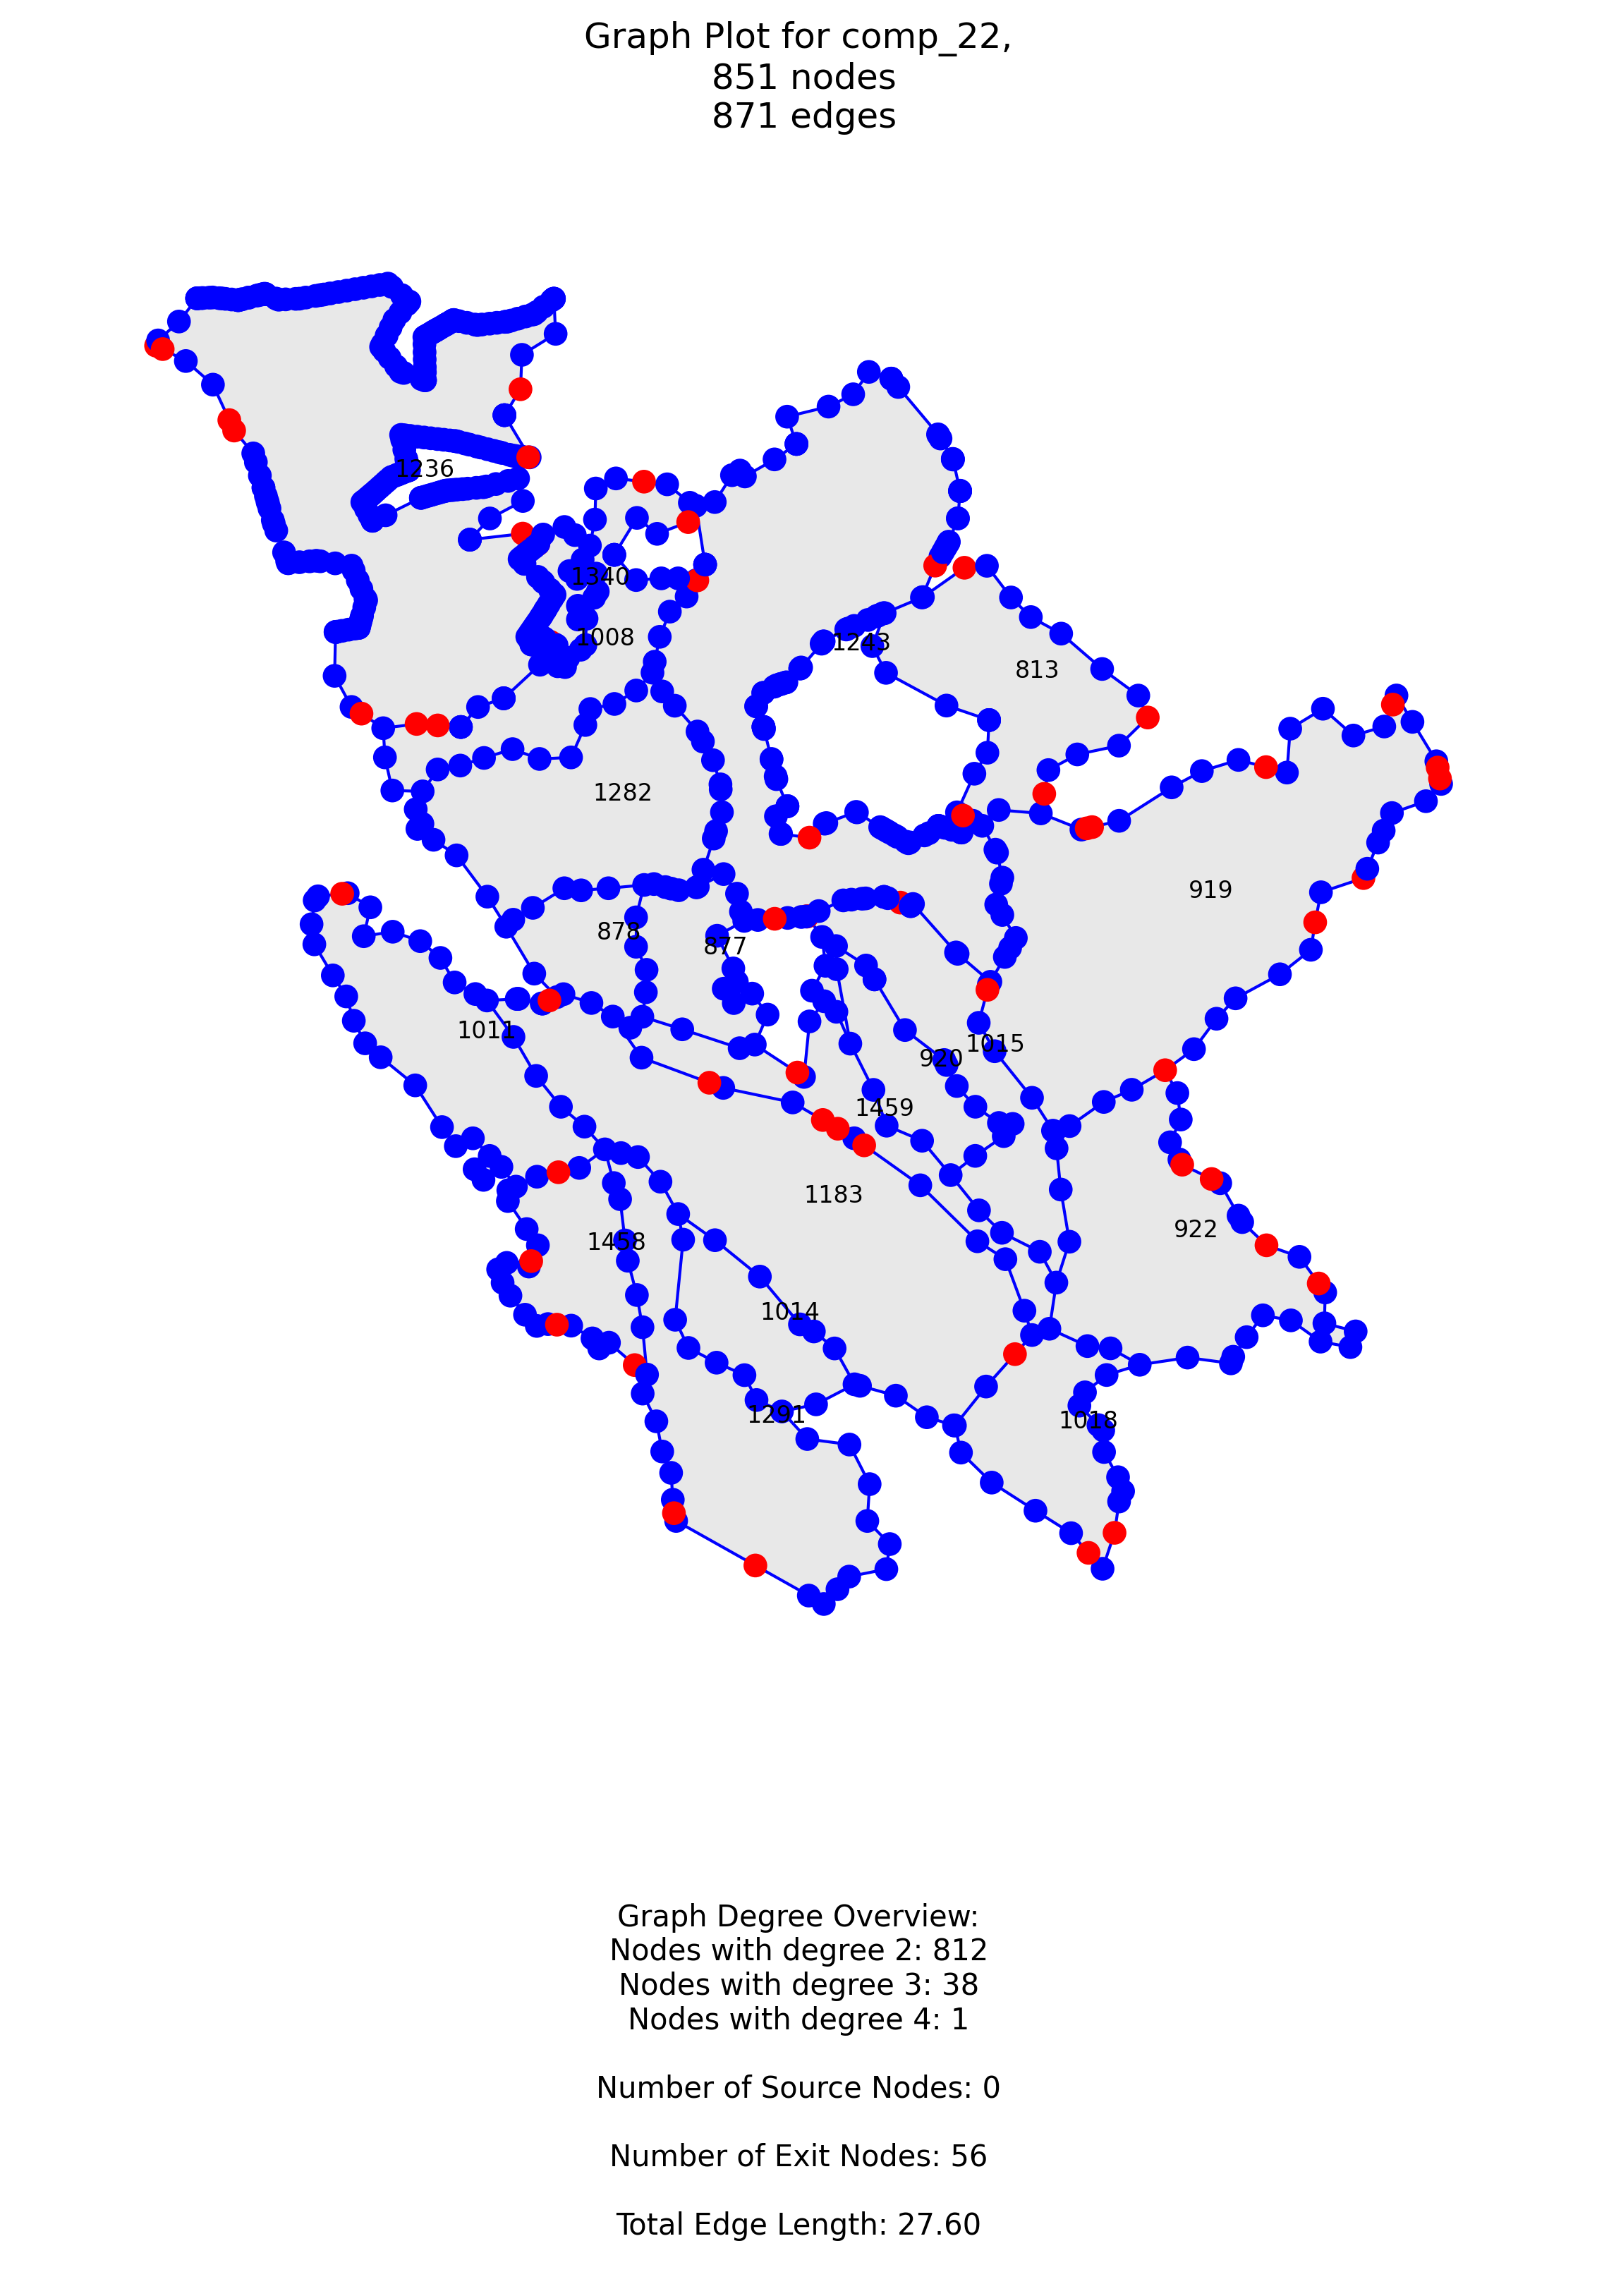 Graph Plot for comp_22,
851 nodes
871 edges
1236
1340
1008
1243
813
1282
919
878
877
1011
1015
920
1459
1183
922
1458
1014
1291
1018
Graph Degree Overview:
Nodes with degree 2: 812
Nodes with degree 3: 38
Nodes with degree 4: 1
Number of Source Nodes: 0
Number of Exit Nodes: 56
Total Edge Length: 27.60